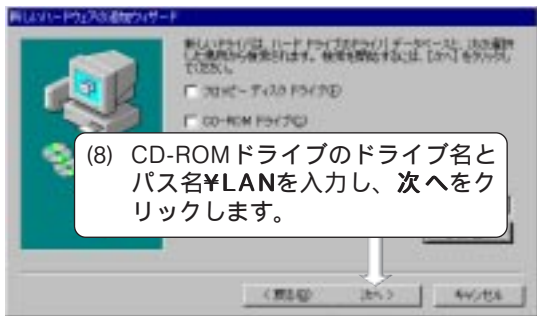 新しいハードウェアの追加ウィザード
新しいドライバは、ハード ドライブのドライバ データベースと、次の選択
した場所から検索されます。検索を開始するには、[次へ] をクリックし
てください。
フロッピー ディスク ドライブ(F)
CD-ROM ドライブ(C)
(8) CD-ROMドライブのドライブ名と
パス名¥LANを入力し、次へをク
リックします。
< 戻る(B)
次へ >
キャンセル